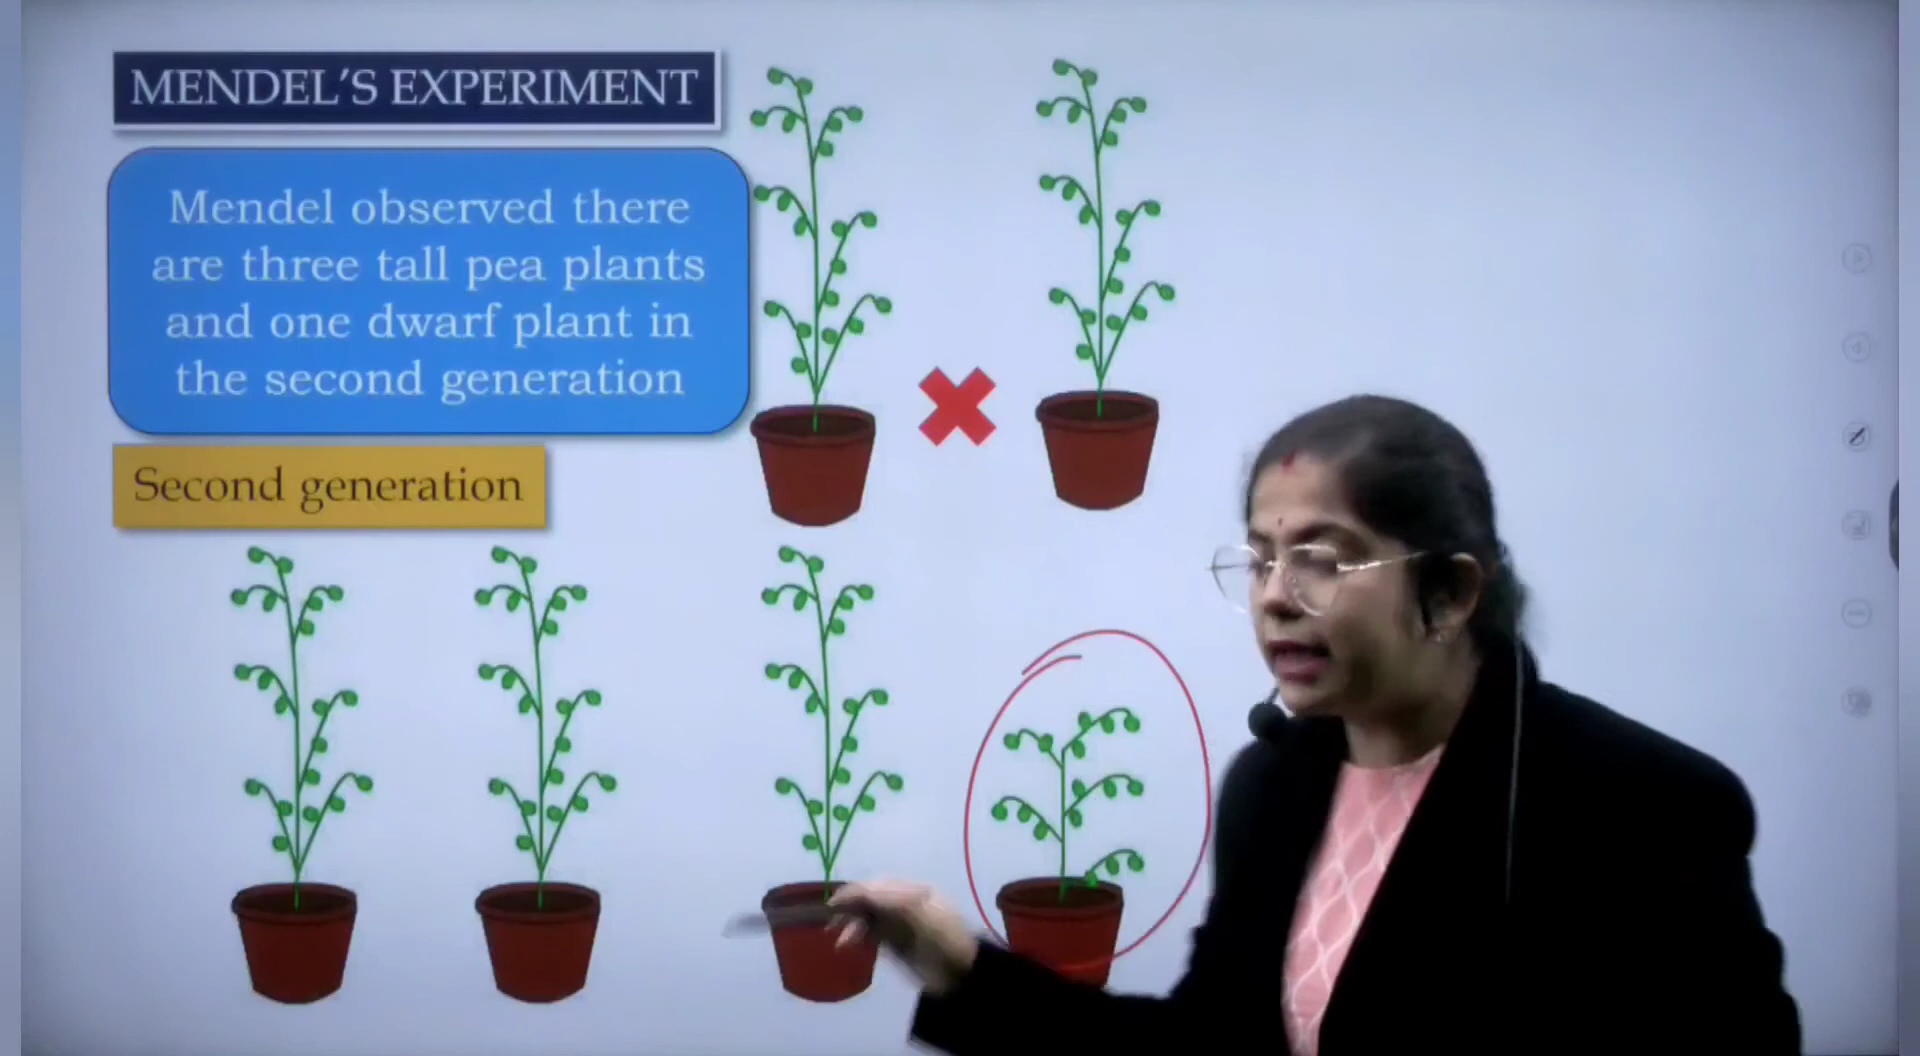 MENDEL'S EXPERIMENT
Mendel observed there
are three tall pea plants
and one dwarf plant in
the second generation
Second generation